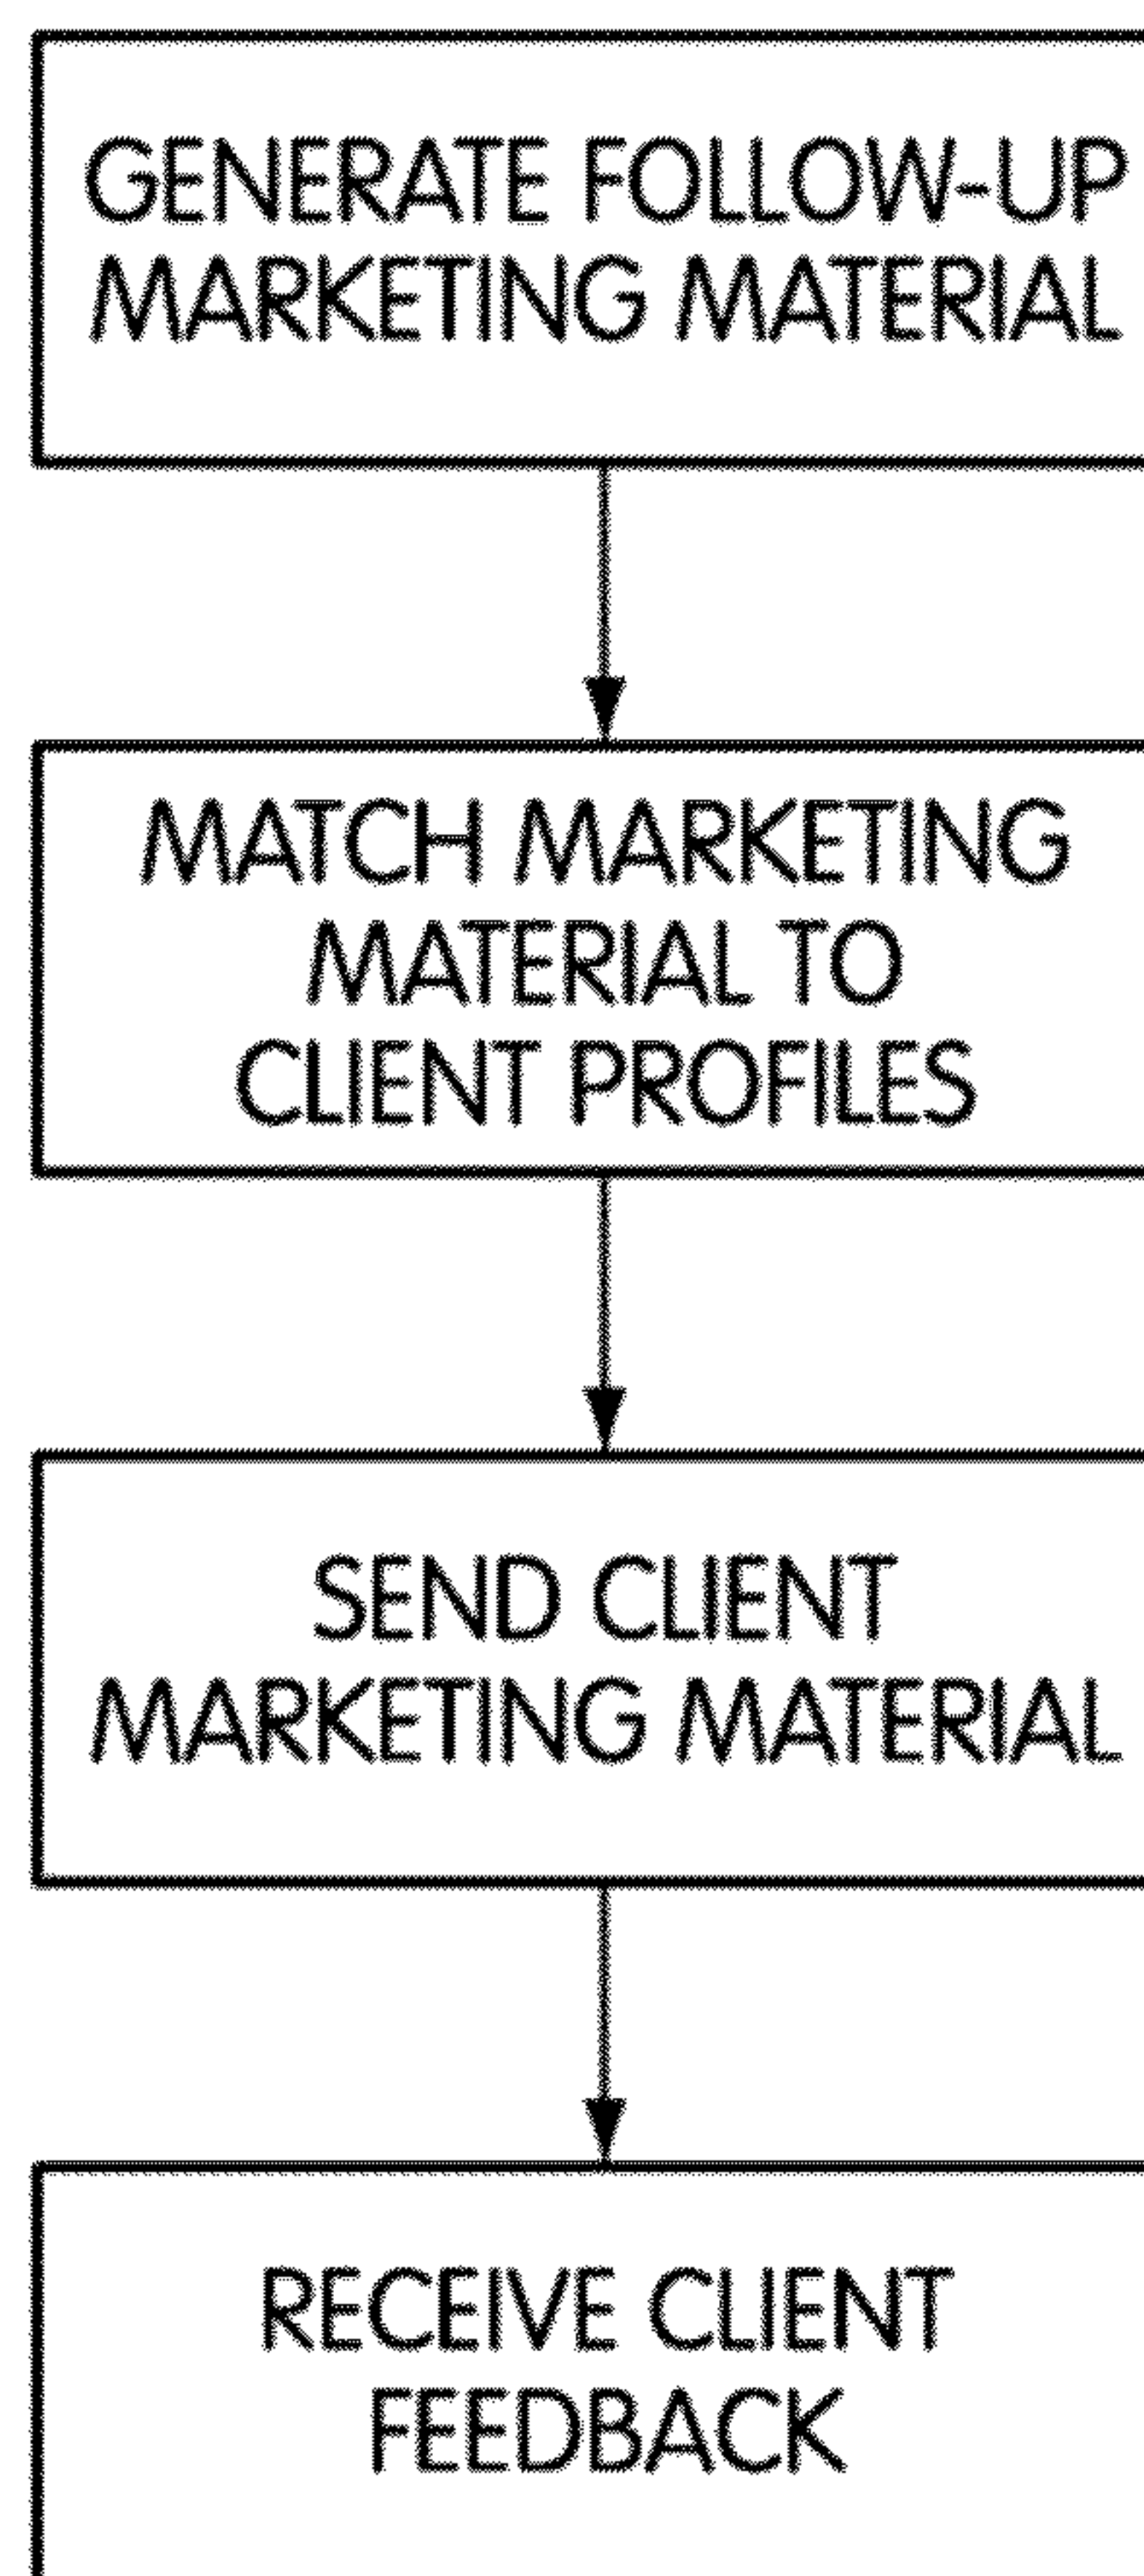 GENERATE FOLLOW-UP
MARKETING MATERIAL
MATCH MARKETING
MATERIAL TO
CLIENT PROFILES
SEND CLIENT
MARKETING MATERIAL
RECEIVE CLIENT
FEEDBACK